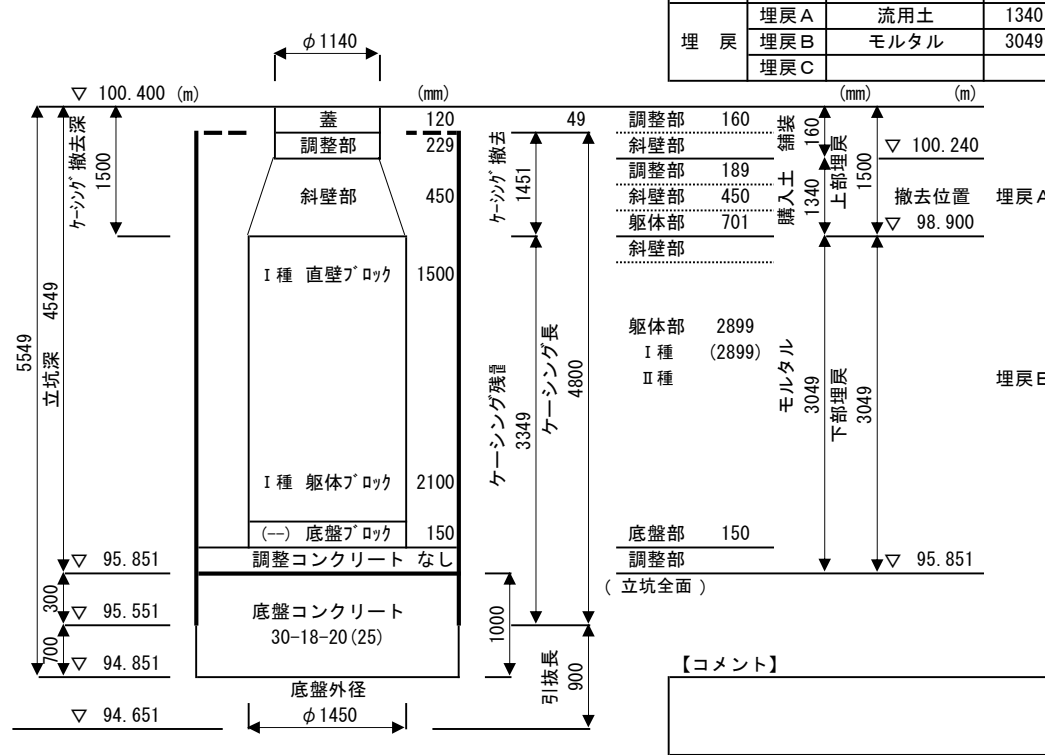 埋戻A 流用土 1340
埋 戻 埋戻B モルタル 3049
埋戻C
φ1140
▽ 100.400 (m) (mm) (mm) (m)
蓋 120 49 調整部 160 舗装 160
調整部 229 斜壁部 ▽ 100.240
ケーシング撤去深 1500 ケーシング撤去 1451 調整部 189 購入土 1340 上部埋戻 1500
斜壁部 450 斜壁部 450 撤去位置 埋戻A
躯体部 701 ▽ 98.900
斜壁部
Ⅰ種 直壁ブロック 1500
5549 立坑深 4549 ケーシング残置 3349 ケーシング長 4800
躯体部 2899 モルタル 3049 下部埋戻 3049
Ⅰ種 (2899)
Ⅱ種 埋戻B
Ⅰ種 躯体ブロック 2100
(--) 底盤ブロック 150 底盤部 150
▽ 95.851 調整コンクリート なし 調整部 ▽ 95.851
( 立坑全面 )
300 ▽ 95.551 底盤コンクリート 1000
30-18-20(25)
700 ▽ 94.851 引抜長 900
【コメント】
底盤外径
▽ 94.651 φ1450